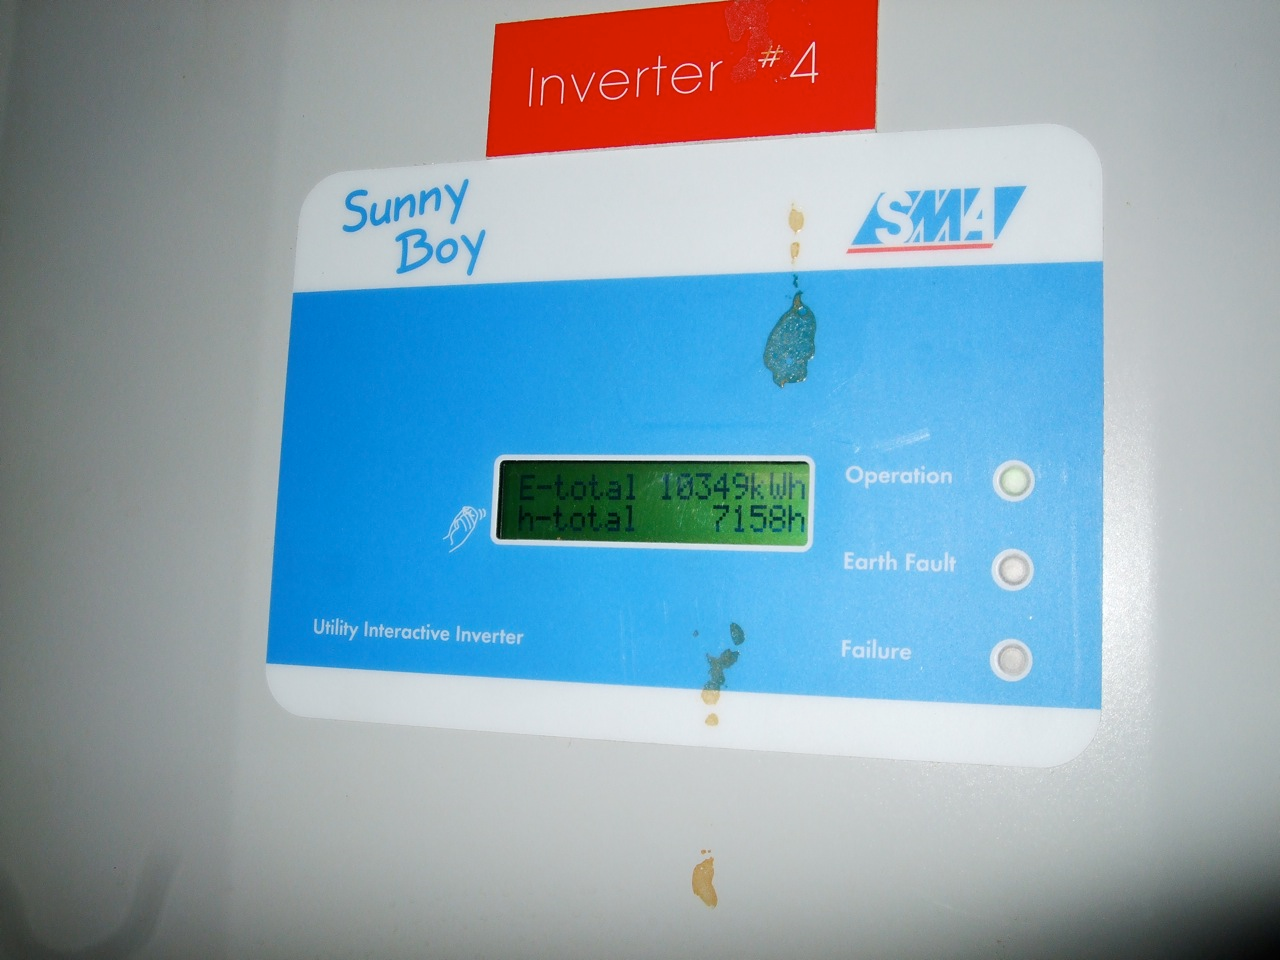 Inverter #4
Sunny
Boy
SMA
E-total 10349kWh
h-total 7158h
Operation
Earth Fault
Failure
Utility Interactive Inverter